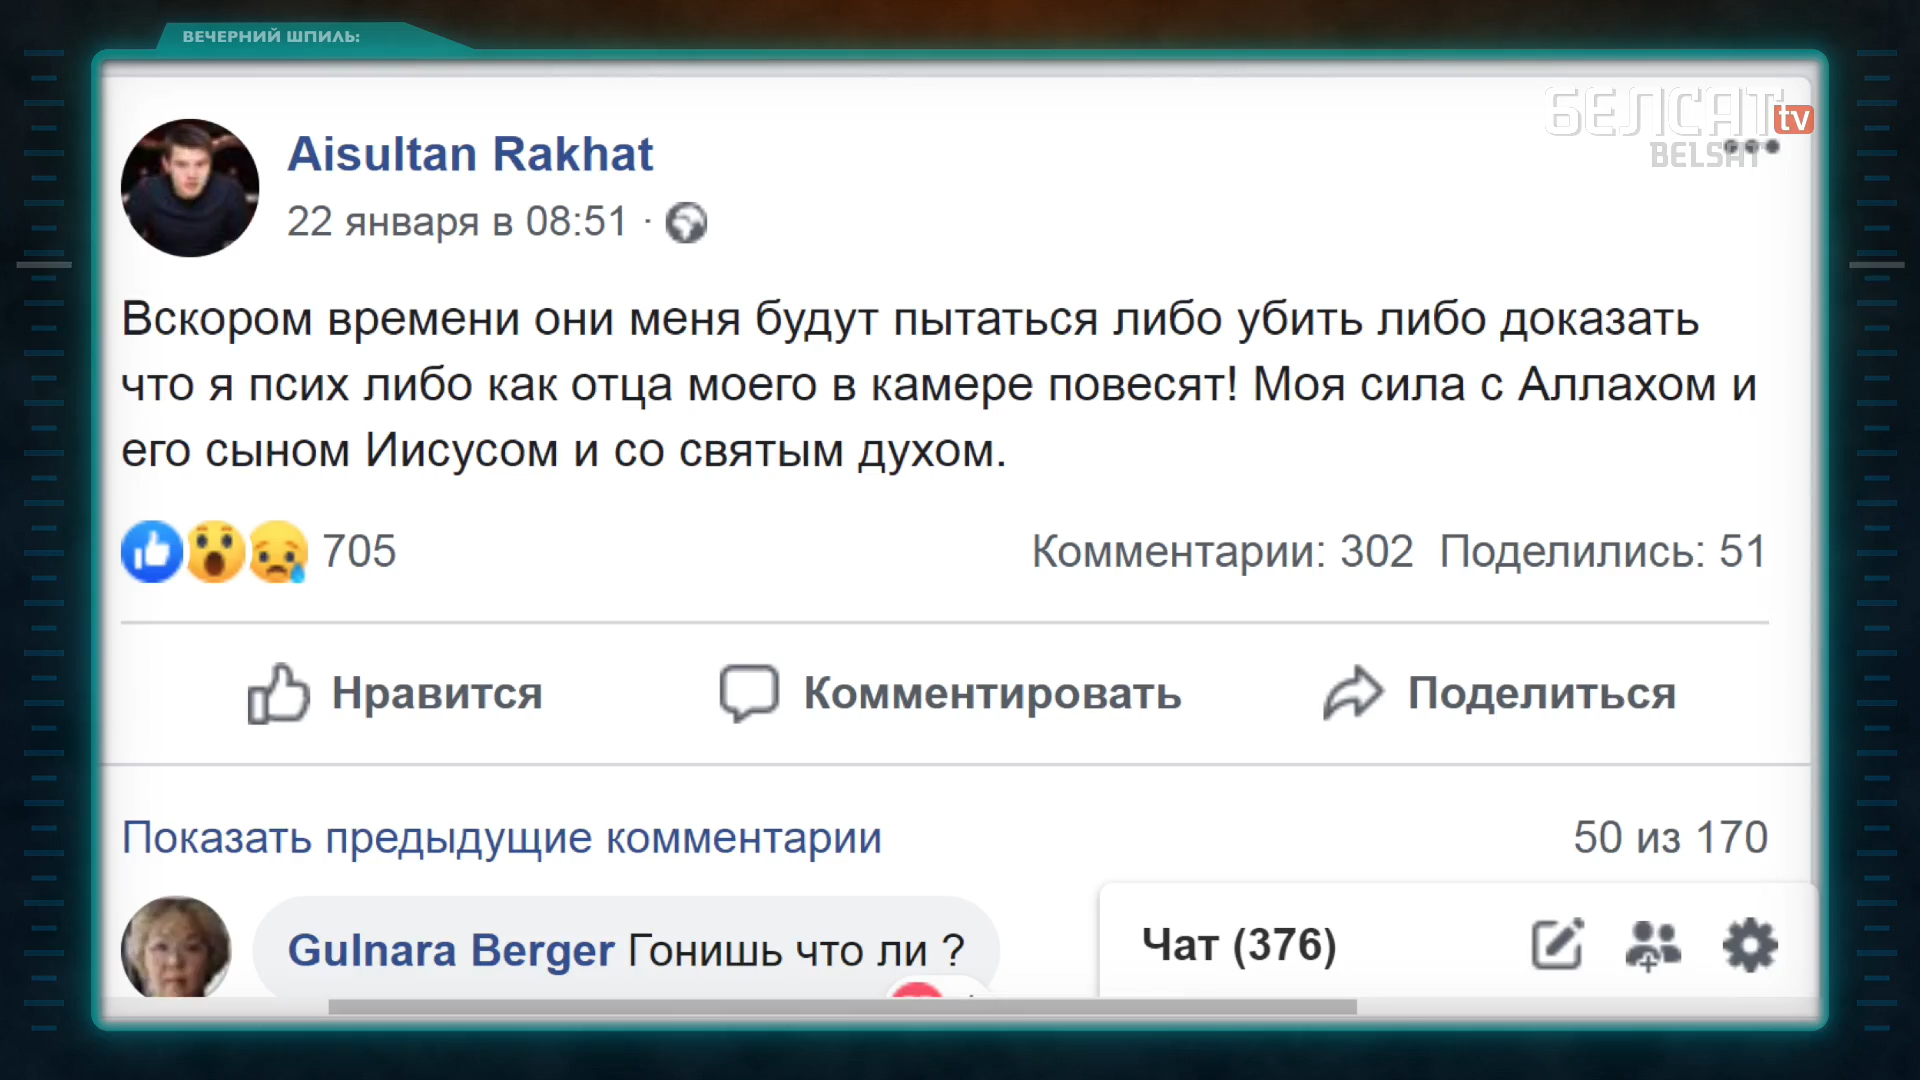 ВЕЧЕРНИЙ ШПИЛЬ:
БЕЛСАТ tv
BELSAT
Aisultan Rakhat
22 января в 08:51 ·
Вскором времени они меня будут пытаться либо убить либо доказать
что я псих либо как отца моего в камере повесят! Моя сила с Аллахом и
его сыном Иисусом и со святым духом.
705 Комментарии: 302 Поделились: 51
Нравится Комментировать Поделиться
Показать предыдущие комментарии 50 из 170
Gulnara Berger Гонишь что ли ?
Чат (376)